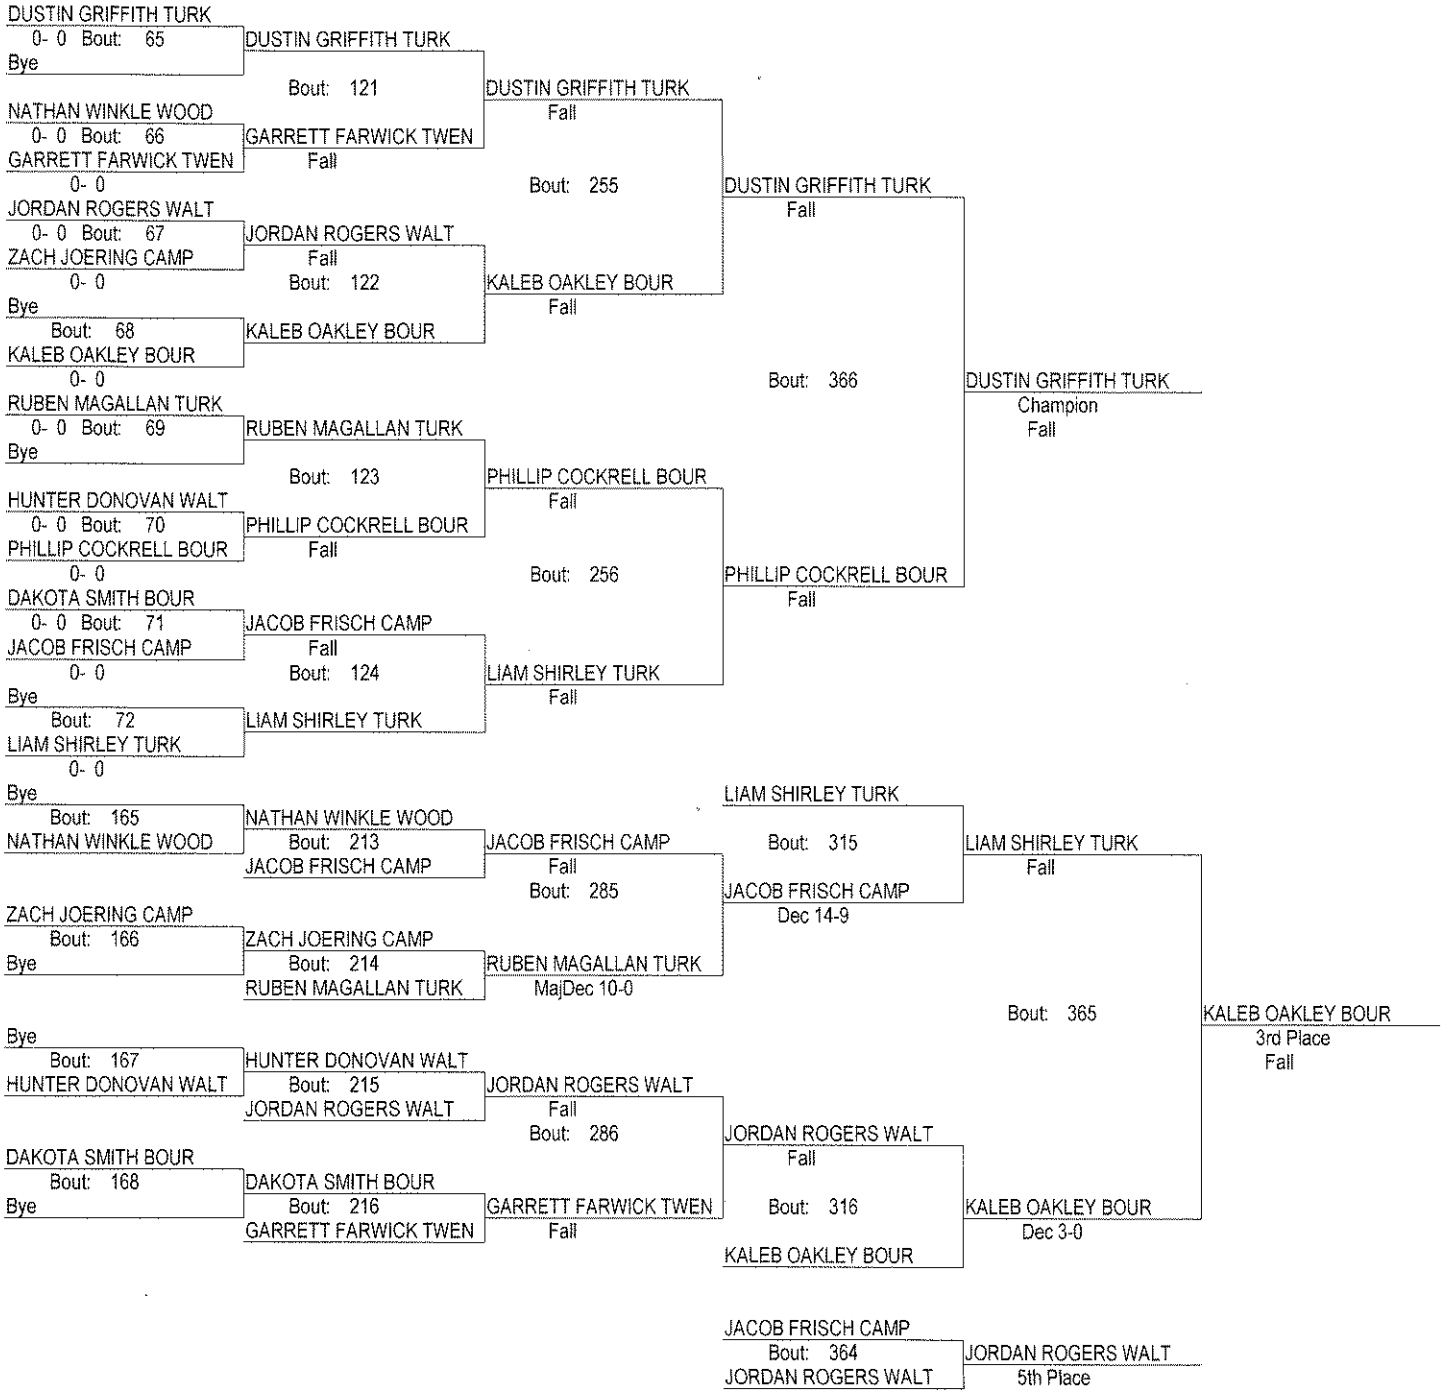 DUSTIN GRIFFITH TURK
0- 0 Bout: 65
Bye
DUSTIN GRIFFITH TURK
Bout: 121
NATHAN WINKLE WOOD
0- 0 Bout: 66
GARRETT FARWICK TWEN
0- 0
GARRETT FARWICK TWEN
Fall
DUSTIN GRIFFITH TURK
Fall
Bout: 255
JORDAN ROGERS WALT
0- 0 Bout: 67
ZACH JOERING CAMP
0- 0
JORDAN ROGERS WALT
Fall
Bout: 122
Bye
Bout: 68
KALEB OAKLEY BOUR
0- 0
KALEB OAKLEY BOUR
KALEB OAKLEY BOUR
Fall
DUSTIN GRIFFITH TURK
Fall
Bout: 366
DUSTIN GRIFFITH TURK
Champion
Fall
RUBEN MAGALLAN TURK
0- 0 Bout: 69
Bye
RUBEN MAGALLAN TURK
Bout: 123
HUNTER DONOVAN WALT
0- 0 Bout: 70
PHILLIP COCKRELL BOUR
0- 0
PHILLIP COCKRELL BOUR
Fall
PHILLIP COCKRELL BOUR
Fall
Bout: 256
PHILLIP COCKRELL BOUR
Fall
DAKOTA SMITH BOUR
0- 0 Bout: 71
JACOB FRISCH CAMP
0- 0
JACOB FRISCH CAMP
Fall
Bout: 124
Bye
Bout: 72
LIAM SHIRLEY TURK
0- 0
LIAM SHIRLEY TURK
LIAM SHIRLEY TURK
Fall
Bye
Bout: 165
NATHAN WINKLE WOOD
NATHAN WINKLE WOOD
Bout: 213
JACOB FRISCH CAMP
JACOB FRISCH CAMP
Fall
Bout: 285
ZACH JOERING CAMP
Bout: 166
Bye
ZACH JOERING CAMP
Bout: 214
RUBEN MAGALLAN TURK
RUBEN MAGALLAN TURK
MajDec 10-0
LIAM SHIRLEY TURK
Bout: 315
JACOB FRISCH CAMP
Dec 14-9
LIAM SHIRLEY TURK
Fall
Bout: 365
KALEB OAKLEY BOUR
3rd Place
Fall
Bye
Bout: 167
HUNTER DONOVAN WALT
HUNTER DONOVAN WALT
Bout: 215
JORDAN ROGERS WALT
JORDAN ROGERS WALT
Fall
Bout: 286
DAKOTA SMITH BOUR
Bout: 168
Bye
DAKOTA SMITH BOUR
Bout: 216
GARRETT FARWICK TWEN
GARRETT FARWICK TWEN
Fall
JORDAN ROGERS WALT
Fall
Bout: 316
KALEB OAKLEY BOUR
KALEB OAKLEY BOUR
Dec 3-0
JACOB FRISCH CAMP
Bout: 364
JORDAN ROGERS WALT
JORDAN ROGERS WALT
5th Place